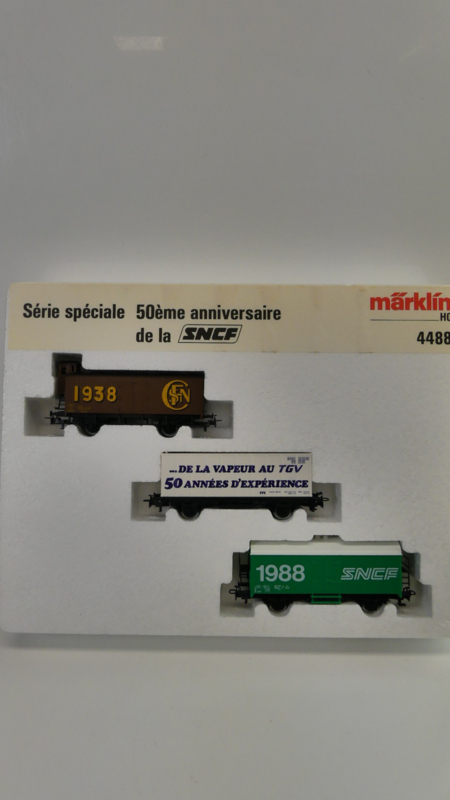 Série spéciale 50ème anniversaire
de la SNCF
märklin
HO
4488
1938
SNCF
...DE LA VAPEUR AU TGV
50 ANNÉES D'EXPÉRIENCE
1988 SNCF